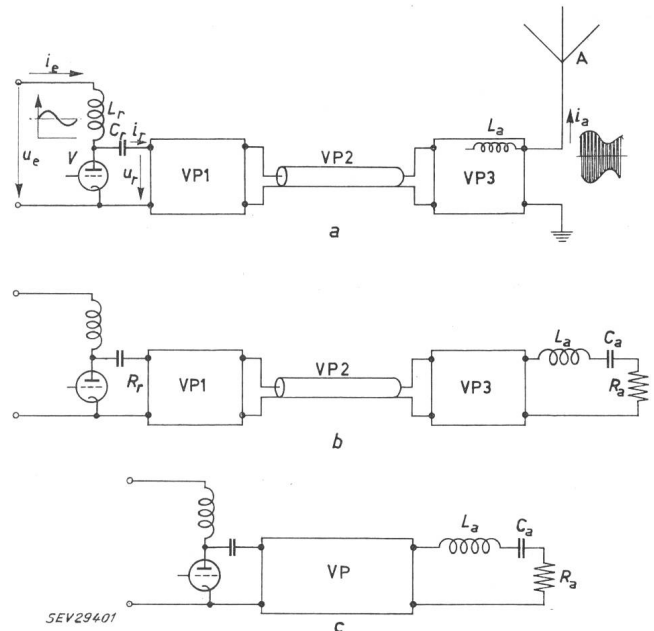 A
i_e
L_r
C_r
i_r
L_a
i_a
u_e
V
u_r
VP1
VP2
VP3
a
L_a
C_a
R_r
VP1
VP2
VP3
R_a
b
L_a
C_a
VP
R_a
SEV29401
c